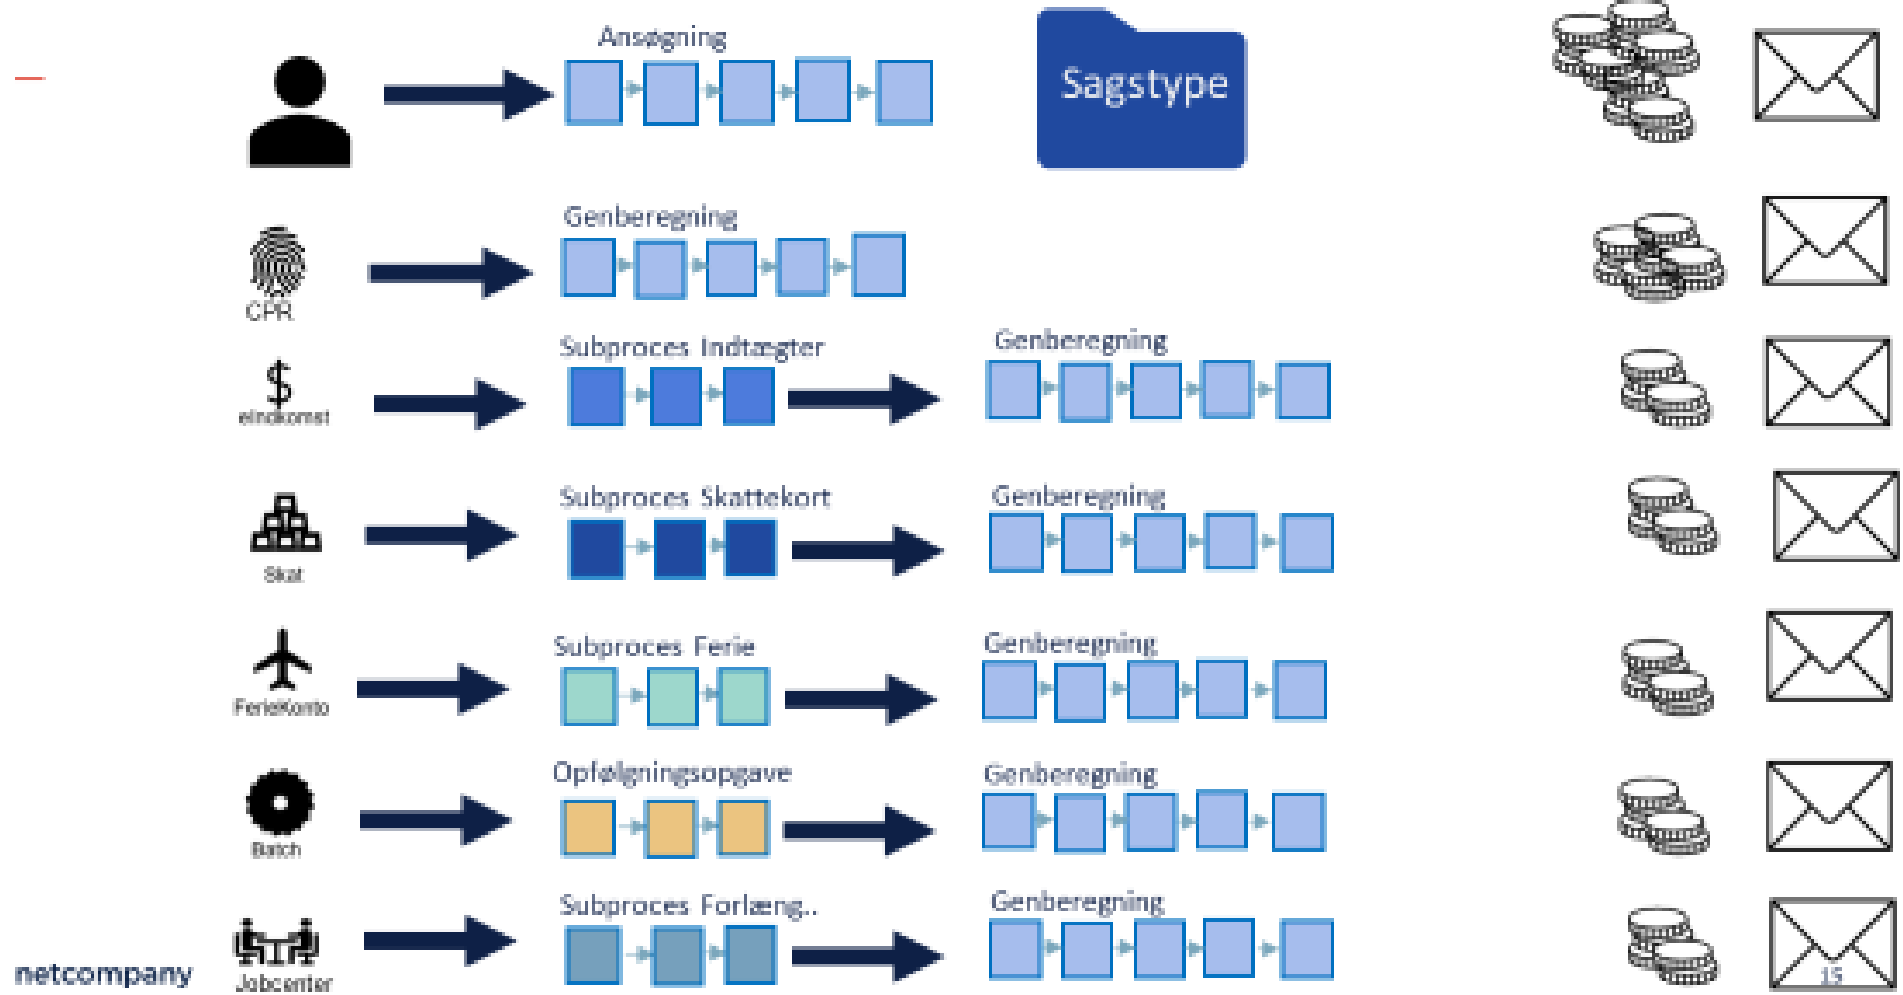 Ansøgning
Sagstype
Genberegning
CPR
Subproces Indtægter
Genberegning
$
eIndkomst
Subproces Skattekort
Genberegning
Skat
Subproces Ferie
Genberegning
FerieKonto
Opfølgningsopgave
Genberegning
Batch
Subproces Forlæng..
Genberegning
Jobcenter
netcompany
15